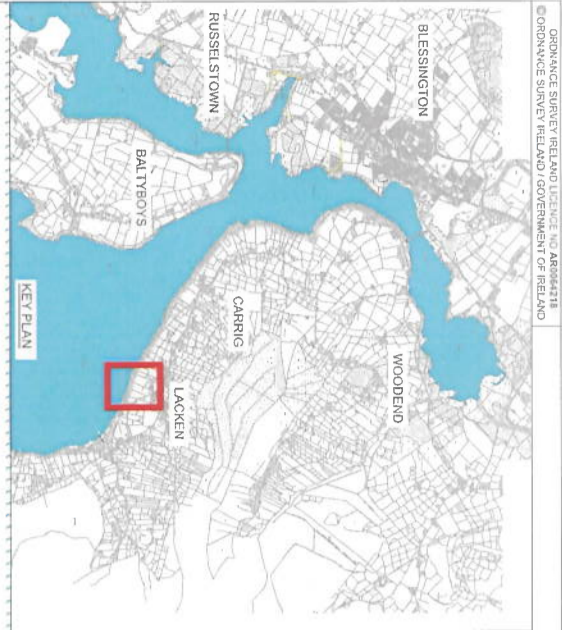 ORDNANCE SURVEY IRELAND LICENCE NO AR0064218
© ORDNANCE SURVEY IRELAND / GOVERNMENT OF IRELAND
BLESSINGTON
RUSSELSTOWN
BALTYBOYS
WOODEND
CARRIG
LACKEN
KEY PLAN